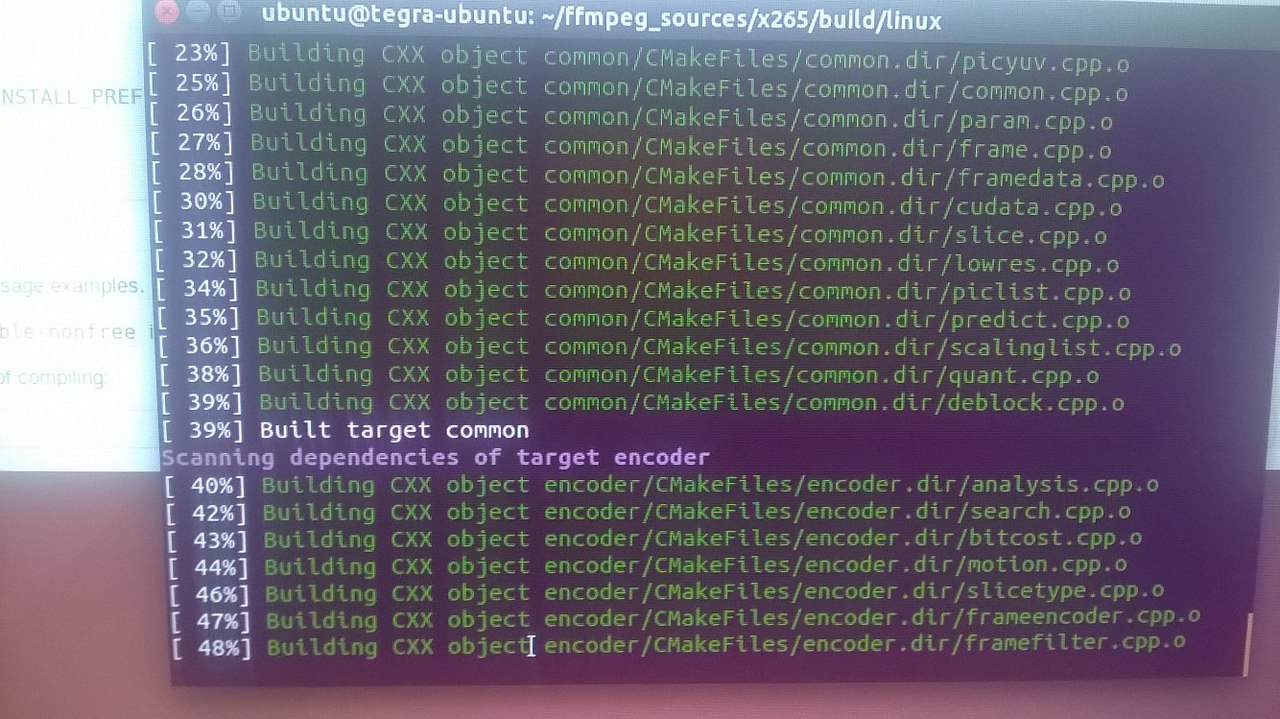 ubuntu@tegra-ubuntu: ~/ffmpeg_sources/x265/build/linux
[ 23%] Building CXX object common/CMakeFiles/common.dir/picyuv.cpp.o
[ 25%] Building CXX object common/CMakeFiles/common.dir/common.cpp.o
[ 26%] Building CXX object common/CMakeFiles/common.dir/param.cpp.o
[ 27%] Building CXX object common/CMakeFiles/common.dir/frame.cpp.o
[ 28%] Building CXX object common/CMakeFiles/common.dir/framedata.cpp.o
[ 30%] Building CXX object common/CMakeFiles/common.dir/cudata.cpp.o
[ 31%] Building CXX object common/CMakeFiles/common.dir/slice.cpp.o
[ 32%] Building CXX object common/CMakeFiles/common.dir/lowres.cpp.o
[ 34%] Building CXX object common/CMakeFiles/common.dir/piclist.cpp.o
[ 35%] Building CXX object common/CMakeFiles/common.dir/predict.cpp.o
[ 36%] Building CXX object common/CMakeFiles/common.dir/scalinglist.cpp.o
[ 38%] Building CXX object common/CMakeFiles/common.dir/quant.cpp.o
[ 39%] Building CXX object common/CMakeFiles/common.dir/deblock.cpp.o
[ 39%] Built target common
Scanning dependencies of target encoder
[ 40%] Building CXX object encoder/CMakeFiles/encoder.dir/analysis.cpp.o
[ 42%] Building CXX object encoder/CMakeFiles/encoder.dir/search.cpp.o
[ 43%] Building CXX object encoder/CMakeFiles/encoder.dir/bitcost.cpp.o
[ 44%] Building CXX object encoder/CMakeFiles/encoder.dir/motion.cpp.o
[ 46%] Building CXX object encoder/CMakeFiles/encoder.dir/slicetype.cpp.o
[ 47%] Building CXX object encoder/CMakeFiles/encoder.dir/frameencoder.cpp.o
[ 48%] Building CXX object encoder/CMakeFiles/encoder.dir/framefilter.cpp.o
NSTALL_PREF
sage examples.
ble-nonfree i
of compiling: